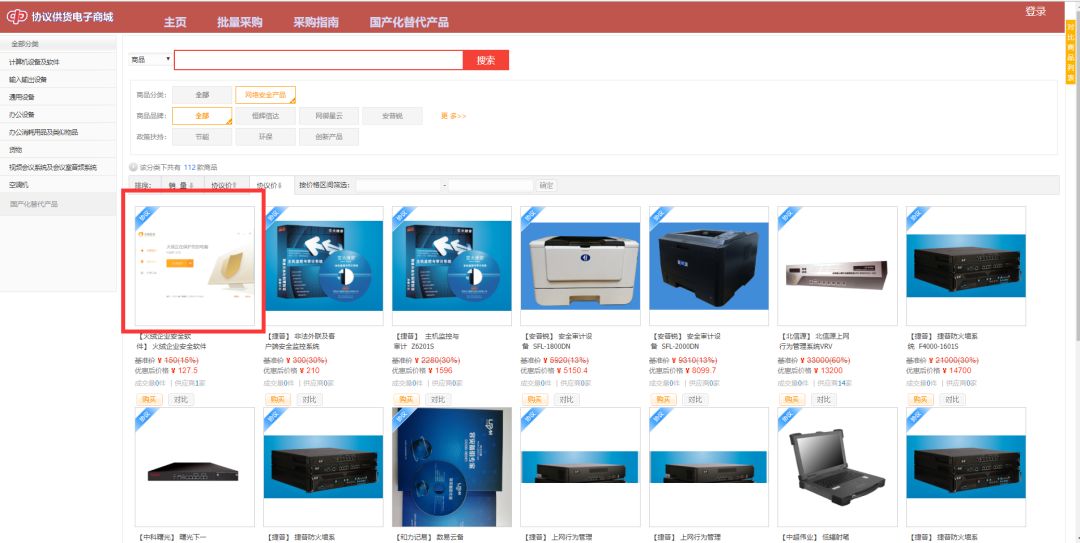 协议供货电子商城
主页
批量采购
采购指南
国产化替代产品
登录
对比商品列表
全部分类
计算机设备及软件
输入输出设备
通用设备
办公设备
办公消耗用品及类似物品
货物
视频会议系统及会议室音频系统
空调机
国产化替代产品
商品
搜索
商品分类： 全部 网络安全产品
商品品牌： 全部 恒辉信达 网御星云 安普锐 更多>>
政策扶持： 节能 环保 创新产品
该分类下共有 112 款商品
排序： 销 量 协议价 协议价 按价格区间筛选： - 确定
协议 协议 协议 协议 协议 协议 协议
【火绒企业安全软件】 火绒企业安全软件
基准价 ¥ 150(15%)
优惠后价格 ¥ 127.5
成交量0件 | 供应商1家
购买 对比
【捷普】 非法外联及客户端安全监控系统
基准价 ¥ 300(30%)
优惠后价格 ¥ 210
成交量0件 | 供应商0家
购买 对比
【捷普】 主机监控与审计 Z6201S
基准价 ¥ 2280(30%)
优惠后价格 ¥ 1596
成交量0件 | 供应商0家
购买 对比
【安普锐】 安全审计设备 SFL-1800DN
基准价 ¥ 5920(13%)
优惠后价格 ¥ 5150.4
成交量0件 | 供应商0家
购买 对比
【安普锐】 安全审计设备 SFL-2000DN
基准价 ¥ 9310(13%)
优惠后价格 ¥ 8099.7
成交量0件 | 供应商0家
购买 对比
【北信源】 北信源上网行为管理系统VRV
基准价 ¥ 33000(60%)
优惠后价格 ¥ 13200
成交量0件 | 供应商14家
购买 对比
【捷普】 捷普防火墙系统 F4000-1601S
基准价 ¥ 21000(30%)
优惠后价格 ¥ 14700
成交量0件 | 供应商0家
购买 对比
协议 协议 协议 协议 协议 协议 协议
【中科曙光】 曙光下一
【捷普】 捷普防火墙系
【和力记易】 数易云备
【捷普】 上网行为管理
【捷普】 上网行为管理
【中超伟业】 低辐射笔
【捷普】 捷普防火墙系